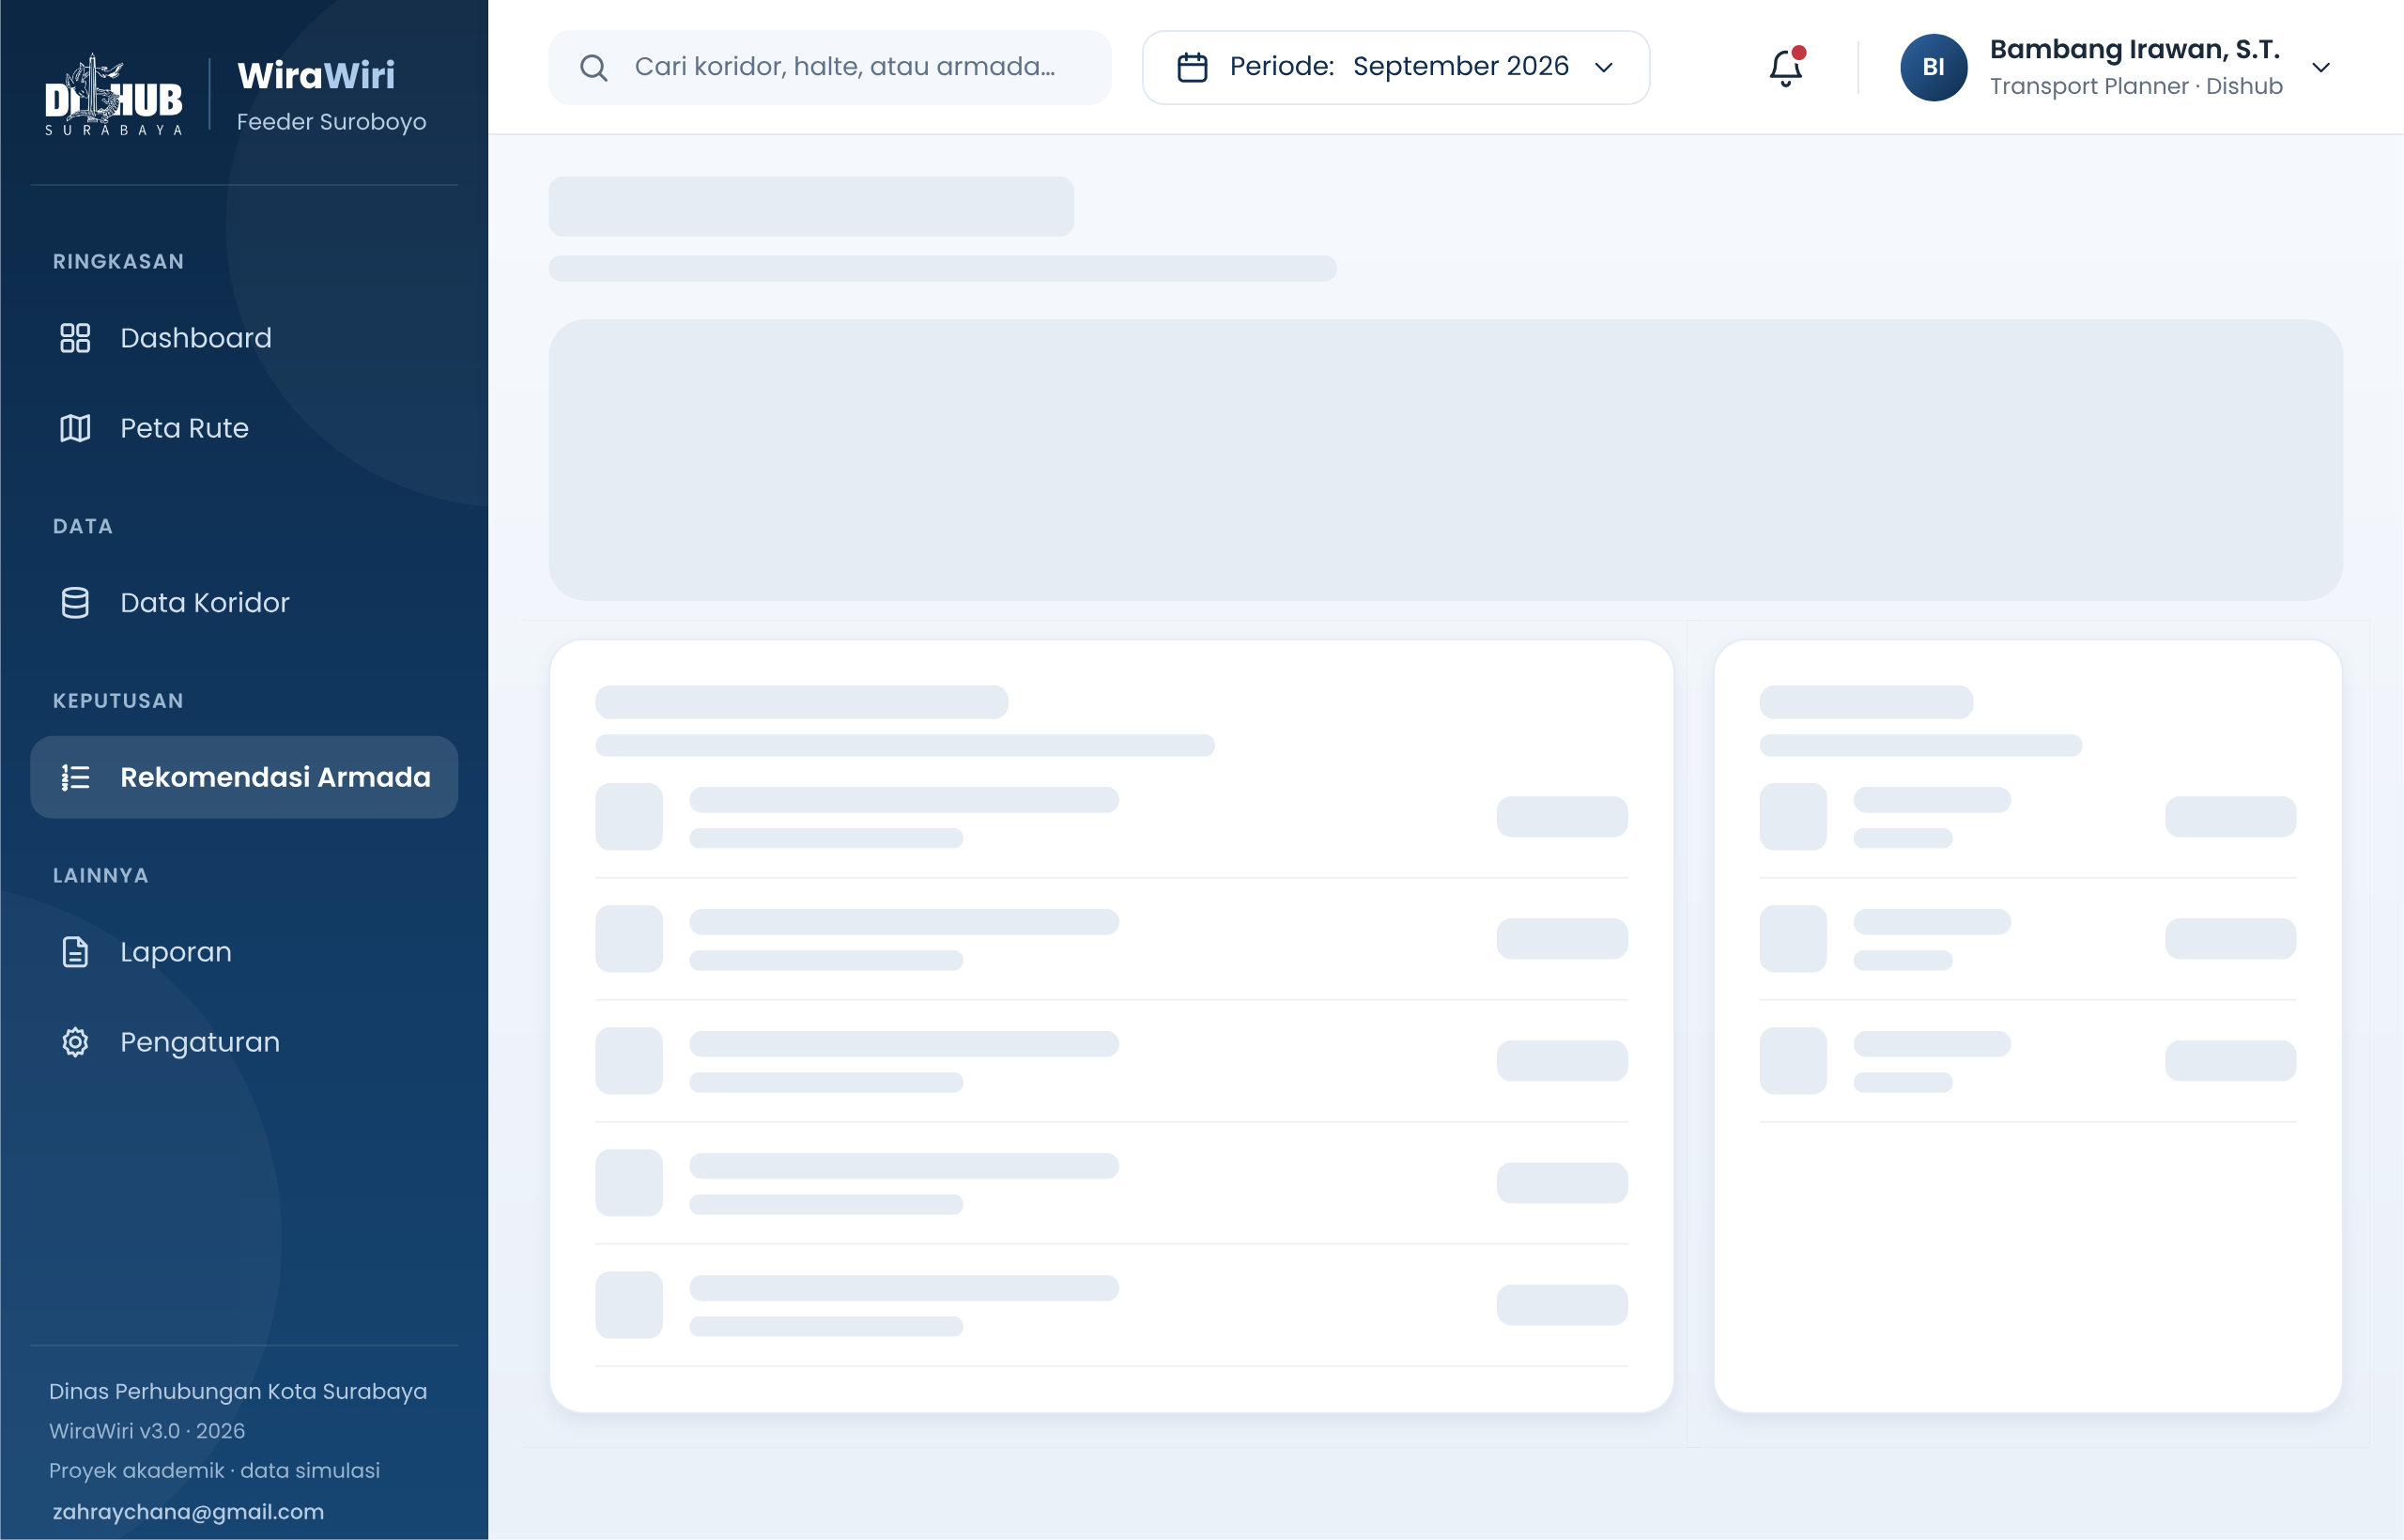 DISHUB
SURABAYA
WiraWiri
Feeder Suroboyo
RINGKASAN
Dashboard
Peta Rute
DATA
Data Koridor
KEPUTUSAN
Rekomendasi Armada
LAINNYA
Laporan
Pengaturan
Dinas Perhubungan Kota Surabaya
WiraWiri v3.0 · 2026
Proyek akademik · data simulasi
zahraychana@gmail.com
Cari koridor, halte, atau armada...
Periode: September 2026
BI
Bambang Irawan, S.T.
Transport Planner · Dishub